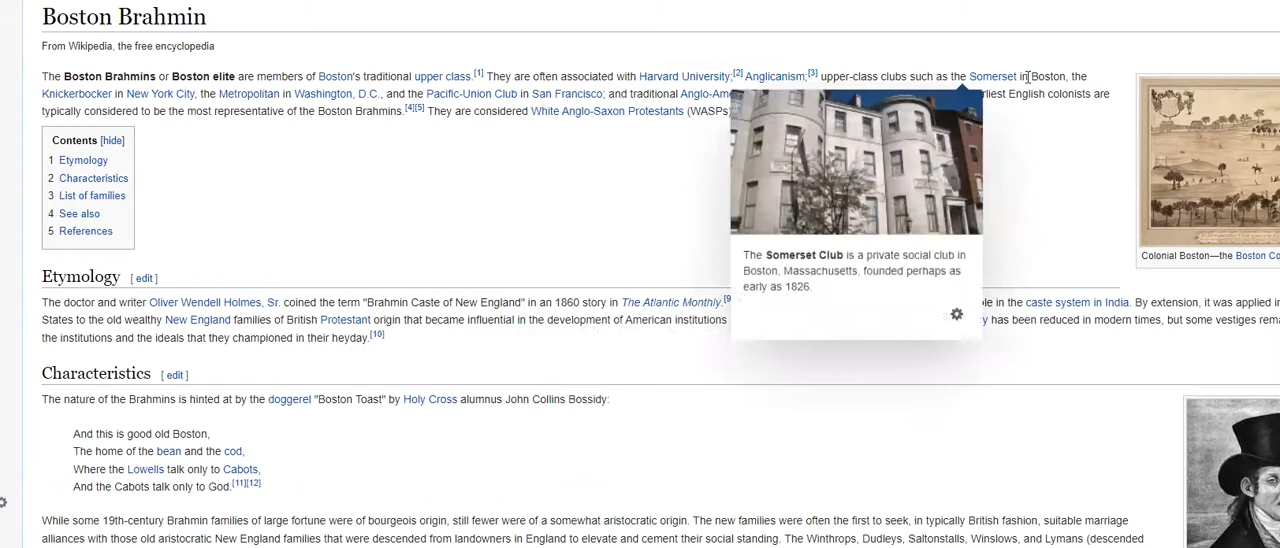 Boston Brahmin
From Wikipedia, the free encyclopedia
The Boston Brahmins or Boston elite are members of Boston's traditional upper class.[1] They are often associated with Harvard University;[2] Anglicanism;[3] upper-class clubs such as the Somerset in Boston, the
Knickerbocker in New York City, the Metropolitan in Washington, D.C., and the Pacific-Union Club in San Francisco; and traditional Anglo-Ame rliest English colonists are
typically considered to be the most representative of the Boston Brahmins.[4][5] They are considered White Anglo-Saxon Protestants (WASPs)
Contents [hide]
1 Etymology
2 Characteristics
3 List of families
4 See also
5 References
The Somerset Club is a private social club in
Boston, Massachusetts, founded perhaps as
early as 1826.
Colonial Boston—the Boston Co
Etymology [ edit ]
The doctor and writer Oliver Wendell Holmes, Sr. coined the term "Brahmin Caste of New England" in an 1860 story in The Atlantic Monthly.[9 le in the caste system in India. By extension, it was applied i
States to the old wealthy New England families of British Protestant origin that became influential in the development of American institutions y has been reduced in modern times, but some vestiges rema
the institutions and the ideals that they championed in their heyday.[10]
Characteristics [ edit ]
The nature of the Brahmins is hinted at by the doggerel "Boston Toast" by Holy Cross alumnus John Collins Bossidy:
And this is good old Boston,
The home of the bean and the cod,
Where the Lowells talk only to Cabots,
And the Cabots talk only to God.[11][12]
While some 19th-century Brahmin families of large fortune were of bourgeois origin, still fewer were of a somewhat aristocratic origin. The new families were often the first to seek, in typically British fashion, suitable marriage
alliances with those old aristocratic New England families that were descended from landowners in England to elevate and cement their social standing. The Winthrops, Dudleys, Saltonstalls, Winslows, and Lymans (descended